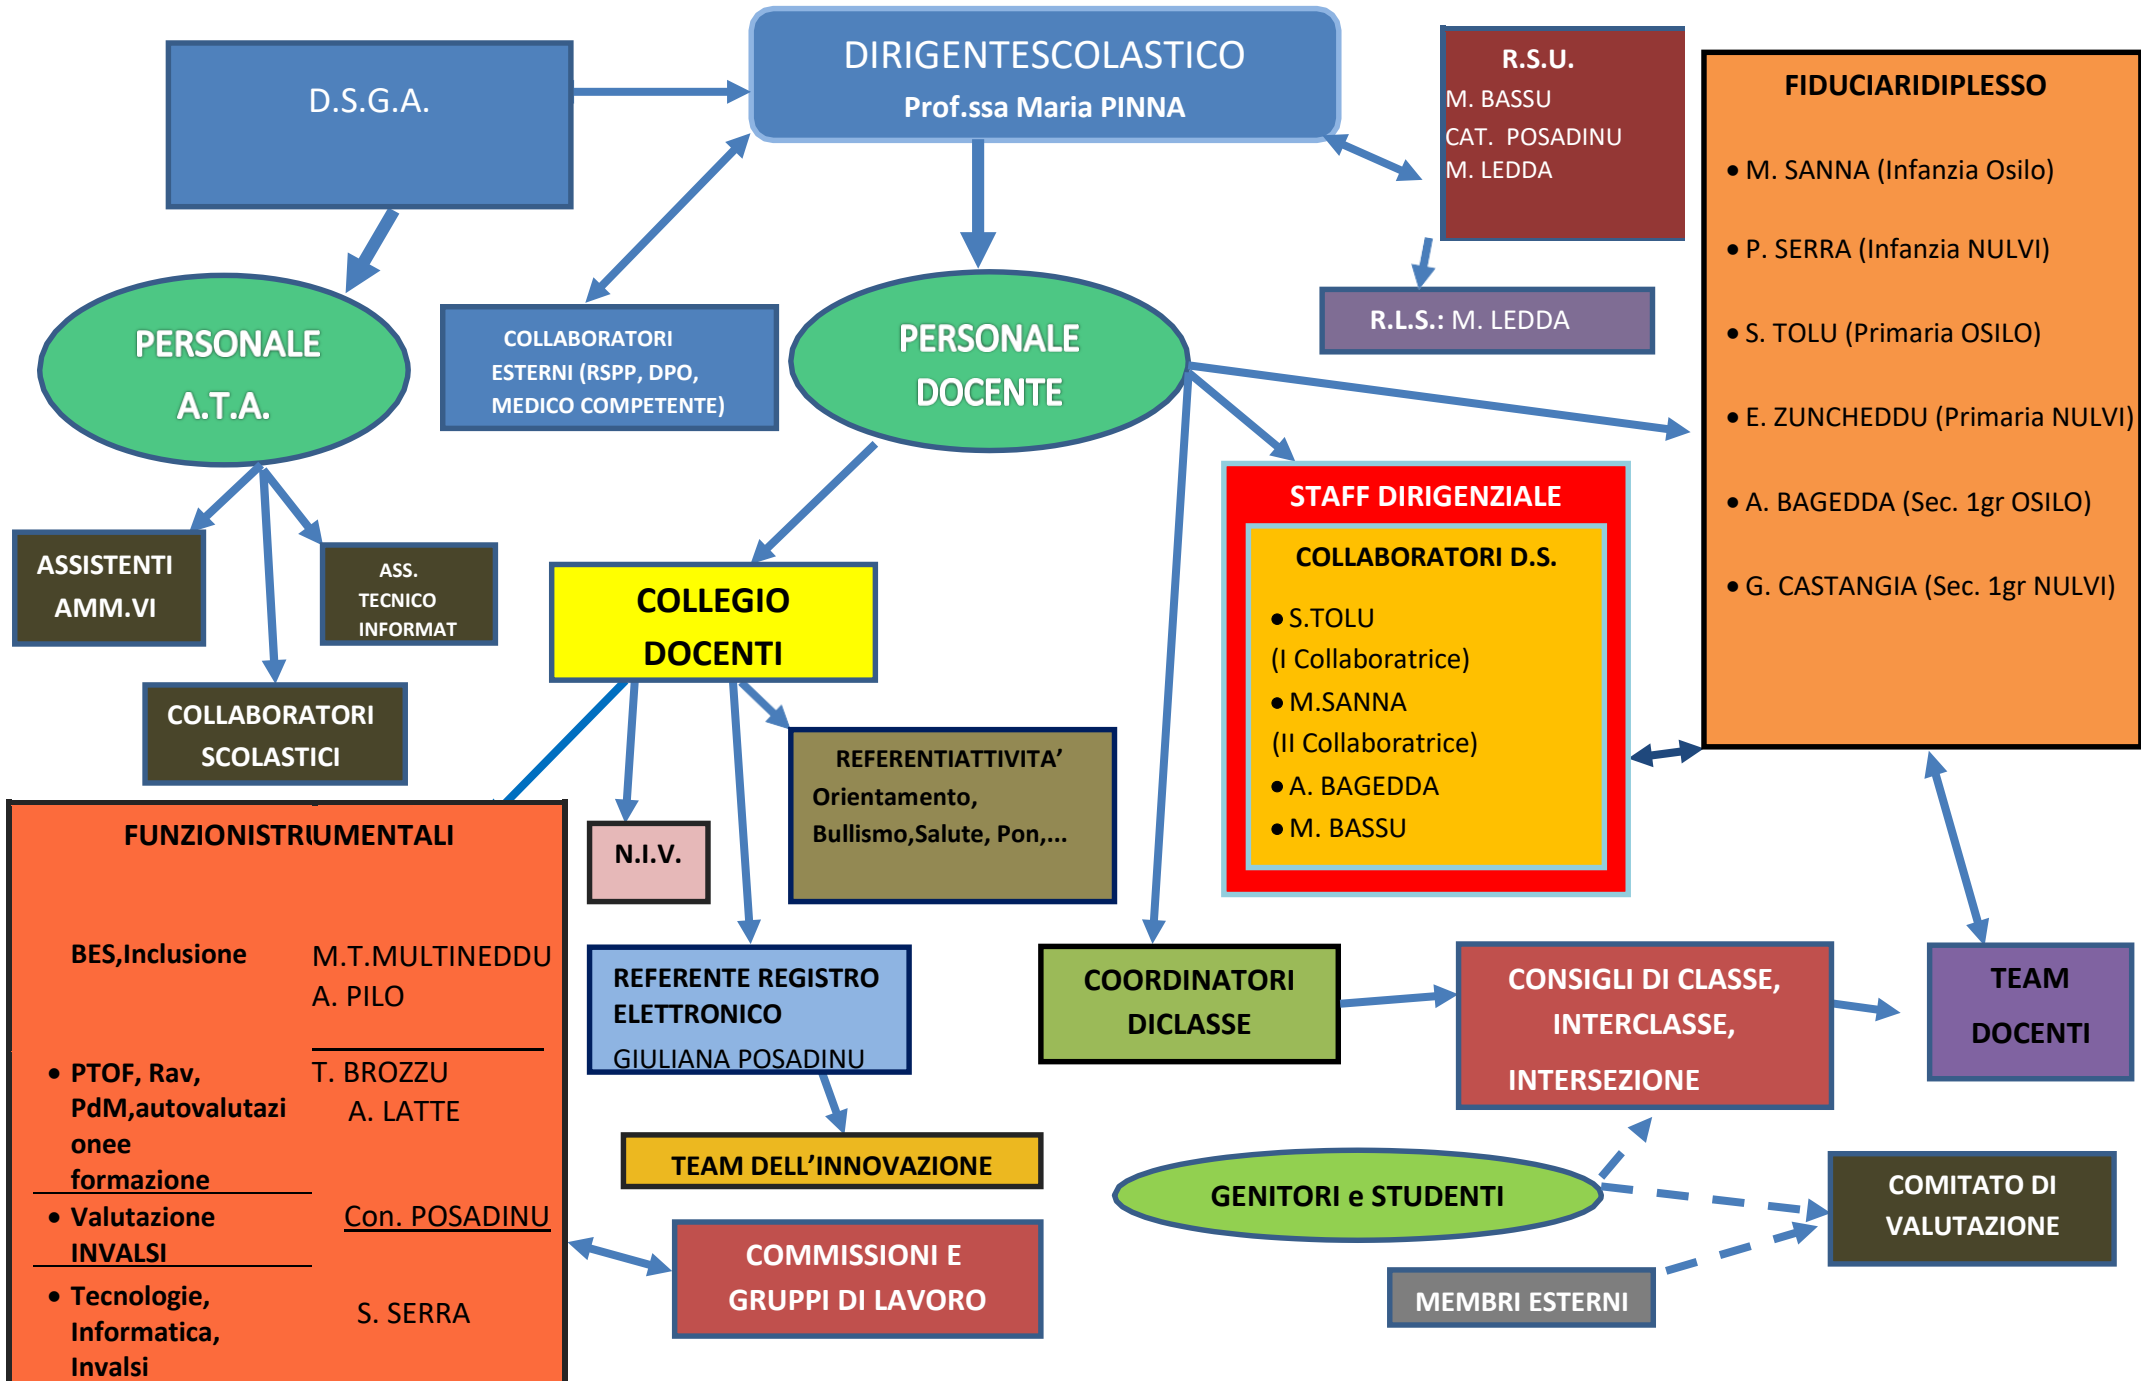 D.S.G.A.
DIRIGENTESCOLASTICO
Prof.ssa Maria PINNA
R.S.U.
M. BASSU
CAT. POSADINU
M. LEDDA
FIDUCIARIDIPLESSO
• M. SANNA (Infanzia Osilo)
• P. SERRA (Infanzia NULVI)
• S. TOLU (Primaria OSILO)
• E. ZUNCHEDDU (Primaria NULVI)
• A. BAGEDDA (Sec. 1gr OSILO)
• G. CASTANGIA (Sec. 1gr NULVI)
R.L.S.: M. LEDDA
PERSONALE
A.T.A.
COLLABORATORI
ESTERNI (RSPP, DPO,
MEDICO COMPETENTE)
PERSONALE
DOCENTE
ASSISTENTI
AMM.VI
ASS.
TECNICO
INFORMAT
COLLABORATORI
SCOLASTICI
COLLEGIO
DOCENTI
STAFF DIRIGENZIALE
COLLABORATORI D.S.
• S.TOLU
(I Collaboratrice)
• M.SANNA
(II Collaboratrice)
• A. BAGEDDA
• M. BASSU
REFERENTIATTIVITA’
Orientamento,
Bullismo,Salute, Pon,...
N.I.V.
FUNZIONISTRUMENTALI
BES,Inclusione
M.T.MULTINEDDU
A. PILO
• PTOF, Rav,
PdM,autovalutazi
onee
formazione
T. BROZZU
A. LATTE
• Valutazione
INVALSI
Con. POSADINU
• Tecnologie,
Informatica,
Invalsi
S. SERRA
REFERENTE REGISTRO
ELETTRONICO
GIULIANA POSADINU
TEAM DELL’INNOVAZIONE
COMMISSIONI E
GRUPPI DI LAVORO
COORDINATORI
DICLASSE
CONSIGLI DI CLASSE,
INTERCLASSE,
INTERSEZIONE
TEAM
DOCENTI
GENITORI e STUDENTI
COMITATO DI
VALUTAZIONE
MEMBRI ESTERNI